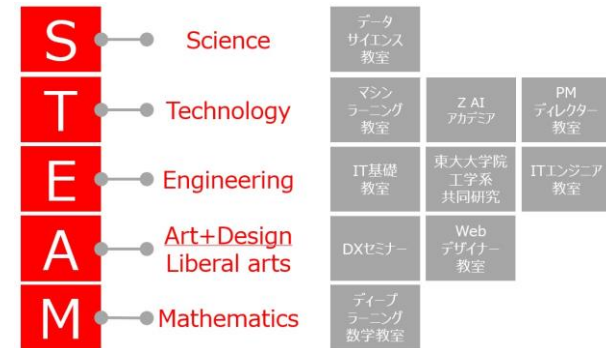 S
Science
データ
サイエンス
教室
T
Technology
マシン
ラーニング
教室
Z AI
アカデミア
PM
ディレクター
教室
E
Engineering
IT基礎
教室
東大大学院
工学系
共同研究
ITエンジニア
教室
A
Art+Design
Liberal arts
DXセミナー
Web
デザイナー
教室
M
Mathematics
ディープ
ラーニング
数学教室